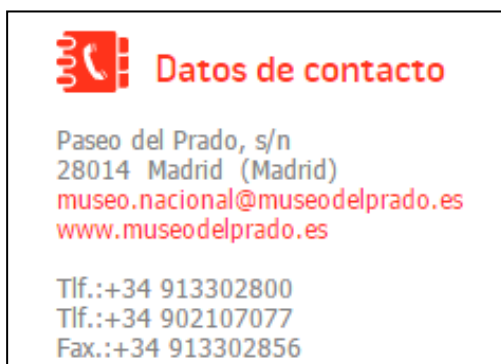 Datos de contacto
Paseo del Prado, s/n
28014 Madrid (Madrid)
museo.nacional@museodelprado.es
www.museodelprado.es
Tlf.:+34 913302800
Tlf.:+34 902107077
Fax.:+34 913302856